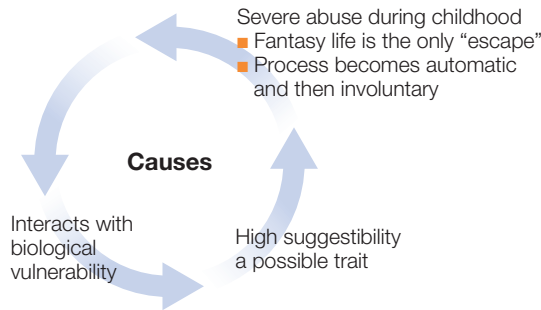 Severe abuse during childhood
■ Fantasy life is the only “escape”
■ Process becomes automatic
and then involuntary
Causes
Interacts with
biological
vulnerability
High suggestibility
a possible trait